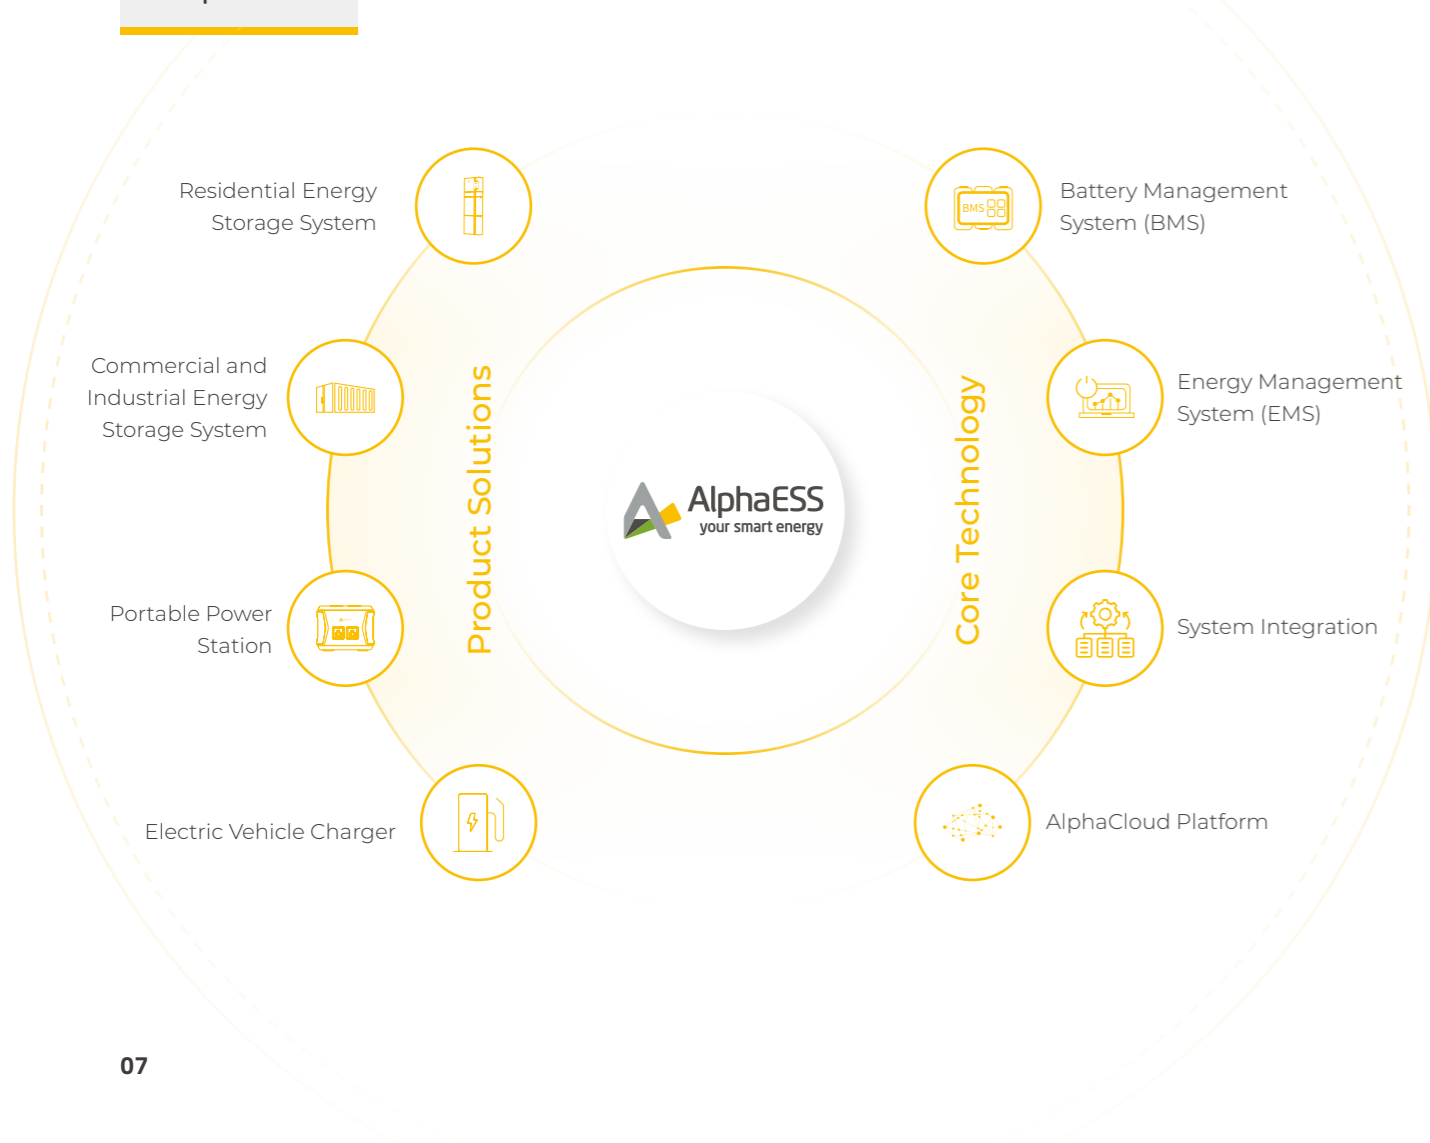 Residential Energy
Storage System
Commercial and
Industrial Energy
Storage System
Portable Power
Station
Electric Vehicle Charger
Product Solutions
AlphaESS
your smart energy
Core Technology
BMS
Battery Management
System (BMS)
Energy Management
System (EMS)
System Integration
AlphaCloud Platform
07